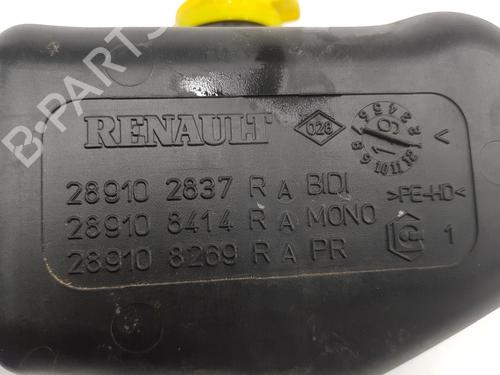 RENAULT
028
28910 2837 R A BIDI
28910 8414 R A MONO
28910 8269 R A PR
>PE-HD<
1
B-PARTS